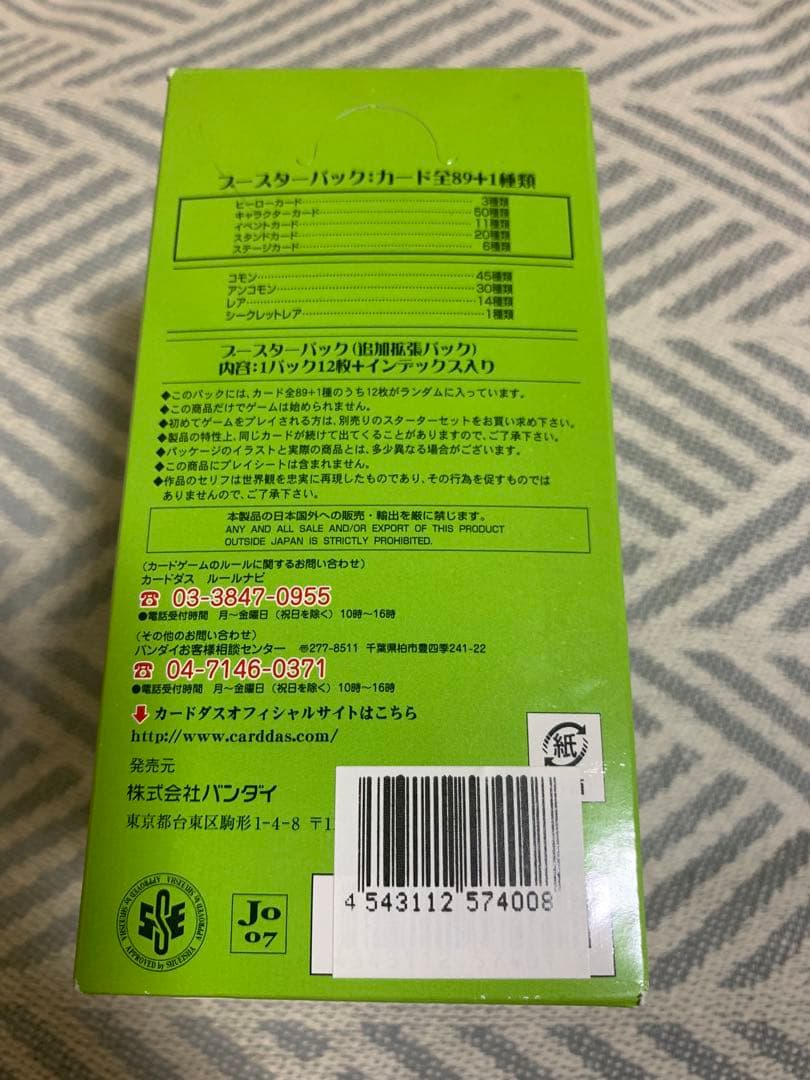 ブースターパック:カード全89+1種類
ヒーローカード…………3種類
キャラクターカード…………50種類
イベントカード…………11種類
スタンドカード…………20種類
ステージカード…………6種類
コモン…………45種類
アンコモン…………30種類
レア…………14種類
シークレットレア…………1種類
ブースターパック(追加拡張パック)
内容:1パック12枚+インデックス入り
◆このパックには、カード全89+1種のうち12枚がランダムに入っています。
◆この商品だけでゲームは始められません。
◆初めてゲームをプレイされる方は、別売りのスターターセットをお買い求め下さい。
◆製品の特性上、同じカードが続けて出てくることがありますので、ご了承下さい。
◆パッケージのイラストと実際の商品とは、多少異なる場合がございます。
◆この商品にプレイシートは含まれません。
◆作品のセリフは世界観を忠実に再現したものであり、その行為を促すものでは
ありませんので、ご了承下さい。
本製品の日本国外への販売・輸出を厳に禁じます。
ANY AND ALL SALE AND/OR EXPORT OF THIS PRODUCT
OUTSIDE JAPAN IS STRICTLY PROHIBITED.
(カードゲームのルールに関するお問い合わせ)
カードダス ルールナビ
☎ 03-3847-0955
●電話受付時間 月〜金曜日(祝日を除く)10時〜16時
(その他のお問い合わせ)
バンダイお客様相談センター 〒277-8511 千葉県柏市豊四季241-22
☎ 04-7146-0371
●電話受付時間 月〜金曜日(祝日を除く)10時〜16時
カードダスオフィシャルサイトはこちら
http://www.carddas.com/
発売元
株式会社バンダイ
東京都台東区駒形1-4-8 〒1
紙
4 543112 574008
APPROVED by SHUEISHA
Jo
07